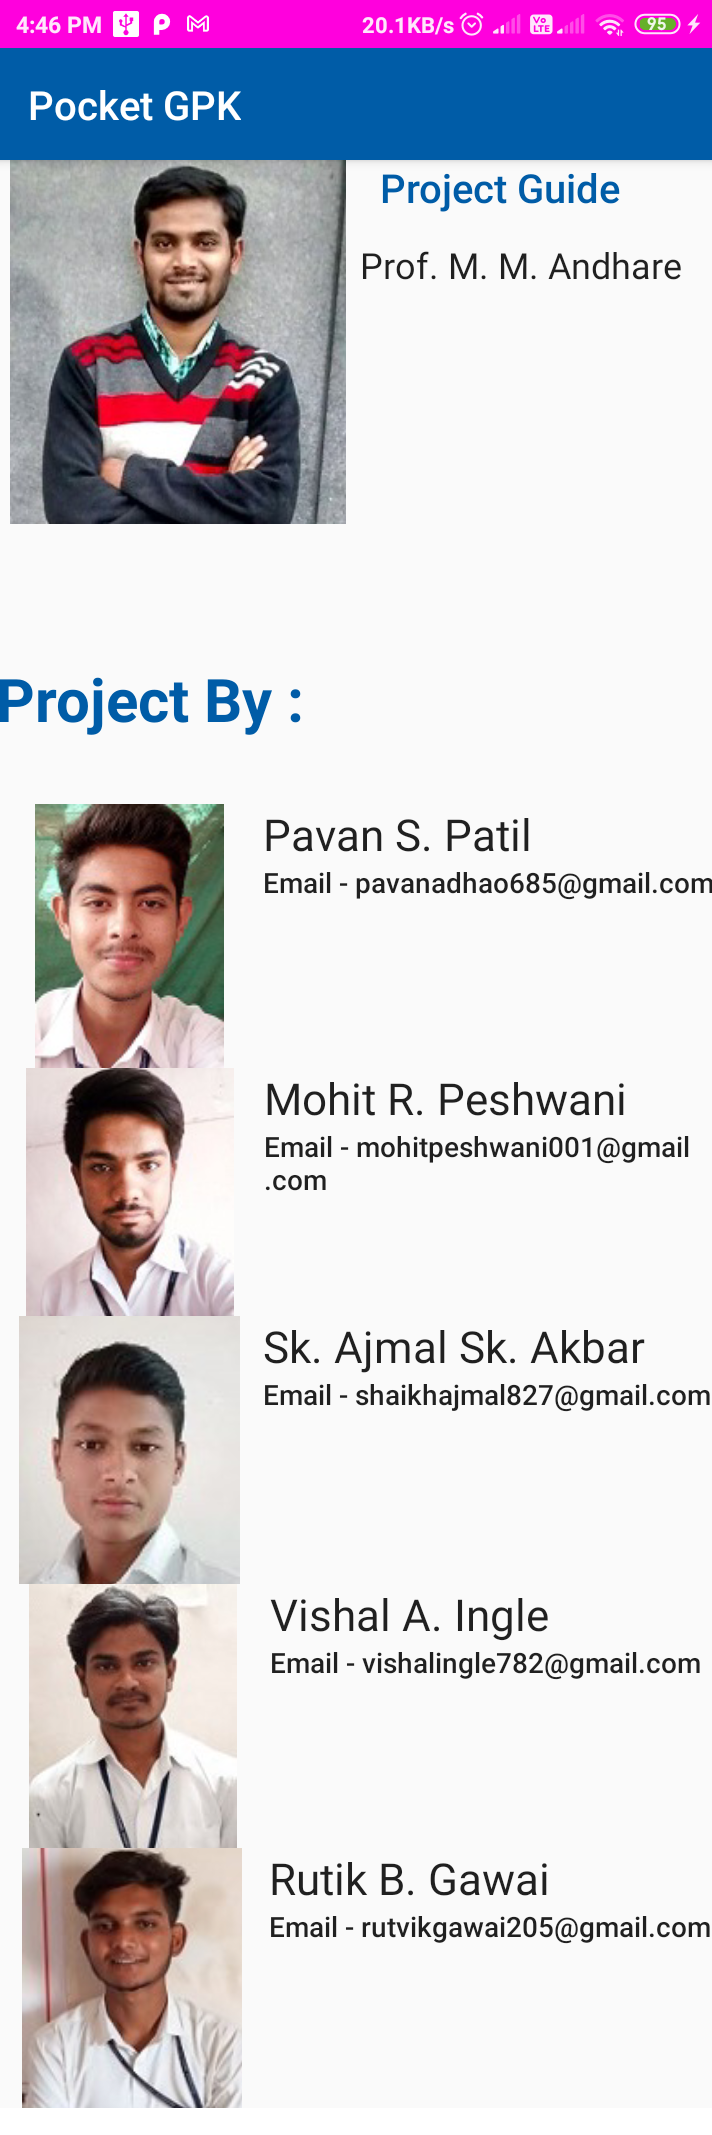 4:46 PM 20.1KB/s Vo LTE 95
Pocket GPK
Project Guide
Prof. M. M. Andhare
Project By :
Pavan S. Patil
Email - pavanadhao685@gmail.com
Mohit R. Peshwani
Email - mohitpeshwani001@gmail
.com
Sk. Ajmal Sk. Akbar
Email - shaikhajmal827@gmail.com
Vishal A. Ingle
Email - vishalingle782@gmail.com
Rutik B. Gawai
Email - rutvikgawai205@gmail.com